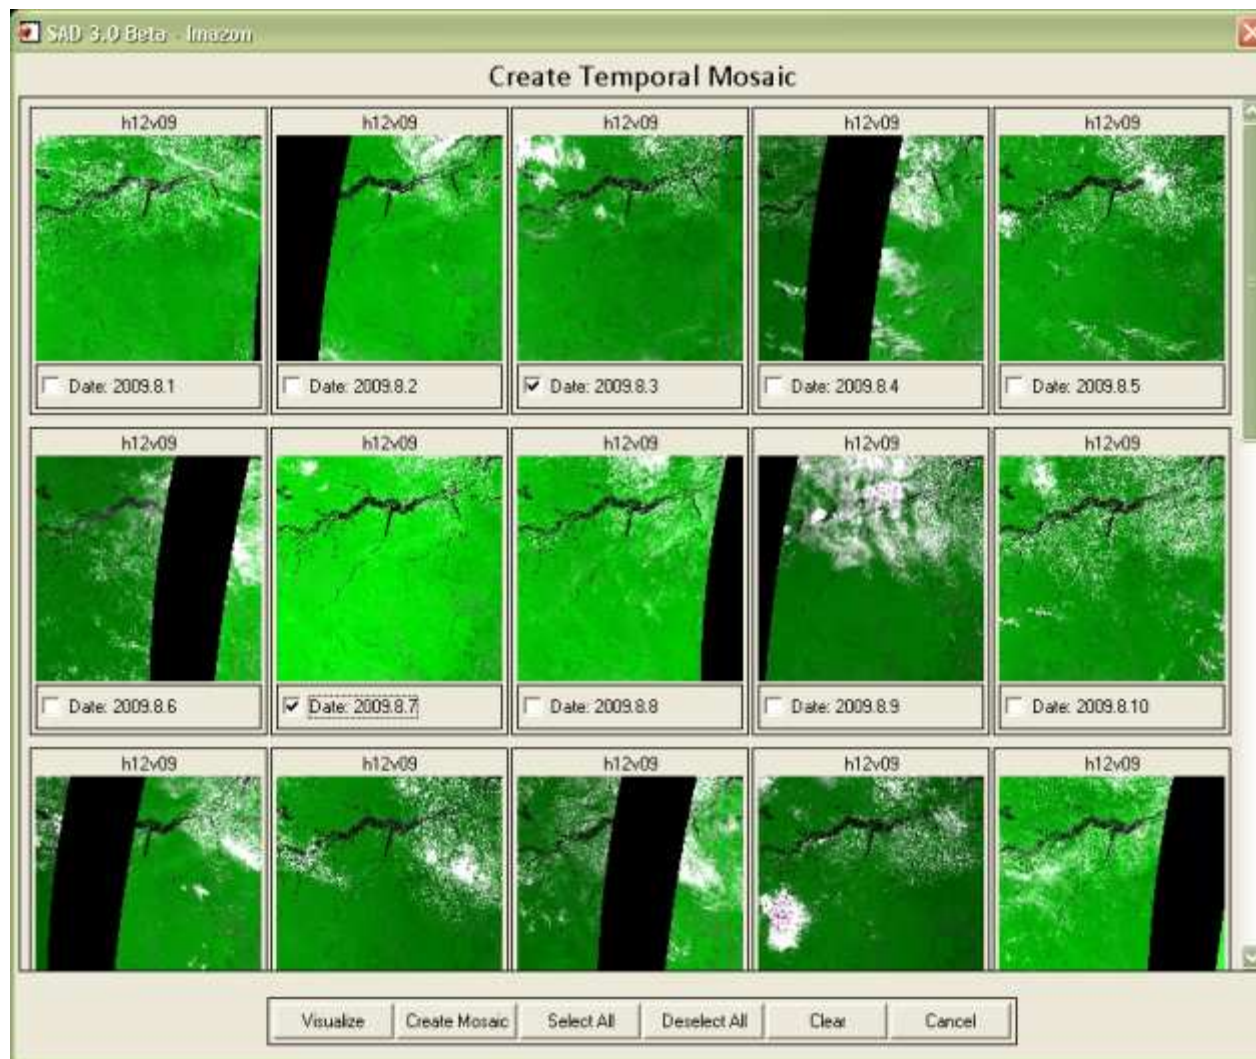 SAD 3.0 Beta - Imazon
Create Temporal Mosaic
h12v09 h12v09 h12v09 h12v09 h12v09
Date: 2009.8.1 Date: 2009.8.2 Date: 2009.8.3 Date: 2009.8.4 Date: 2009.8.5
h12v09 h12v09 h12v09 h12v09 h12v09
Date: 2009.8.6 Date: 2009.8.7 Date: 2009.8.8 Date: 2009.8.9 Date: 2009.8.10
h12v09 h12v09 h12v09 h12v09 h12v09
Visualize Create Mosaic Select All Deselect All Clear Cancel